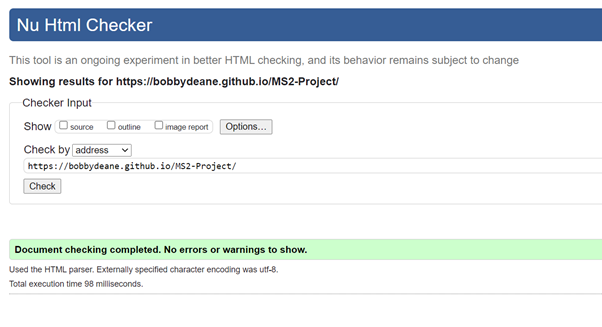 Nu Html Checker
This tool is an ongoing experiment in better HTML checking, and its behavior remains subject to change
Showing results for https://bobbydeane.github.io/MS2-Project/
Checker Input
Show source outline image report Options...
Check by address
https://bobbydeane.github.io/MS2-Project/
Check
Document checking completed. No errors or warnings to show.
Used the HTML parser. Externally specified character encoding was utf-8.
Total execution time 98 milliseconds.